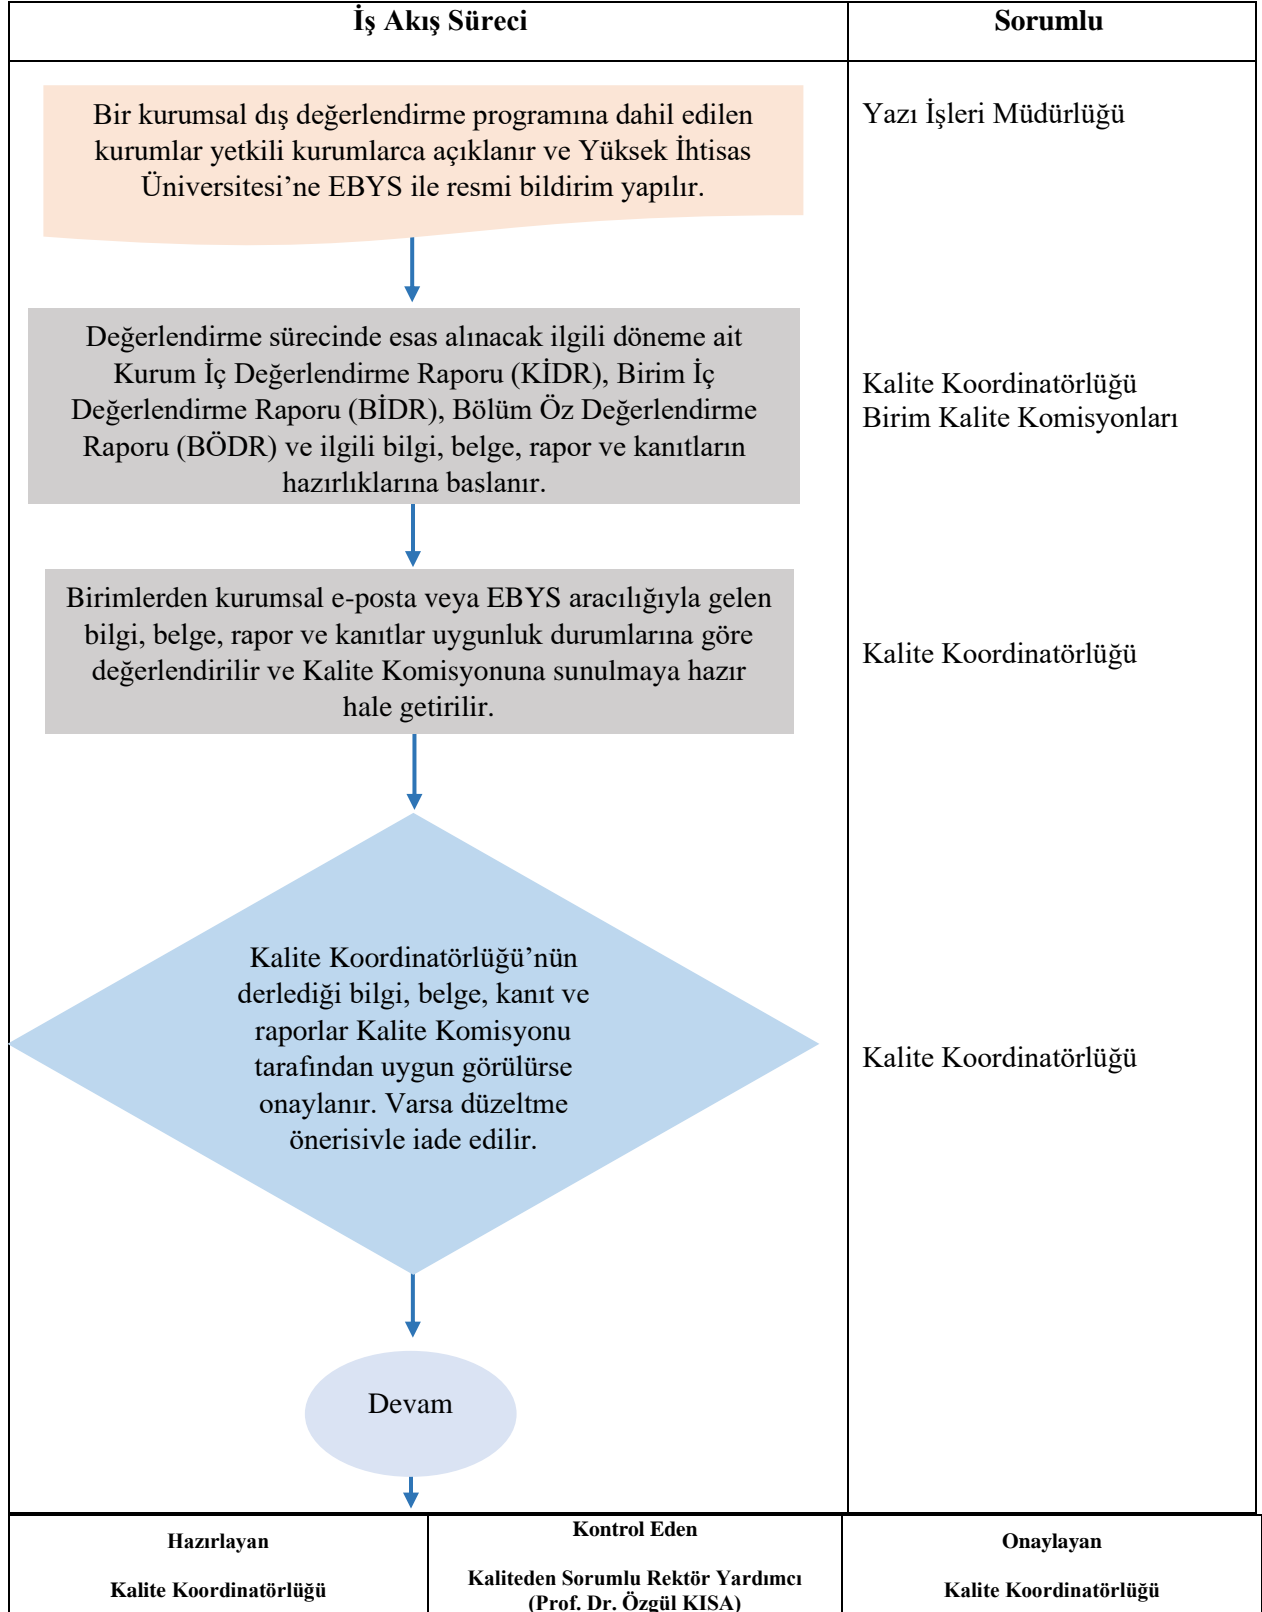 İş Akış Süreci
Sorumlu
Bir kurumsal dış değerlendirme programına dahil edilen
kurumlar yetkili kurumlarca açıklanır ve Yüksek İhtisas
Üniversitesi’ne EBYS ile resmi bildirim yapılır.
Yazı İşleri Müdürlüğü
Değerlendirme sürecinde esas alınacak ilgili döneme ait
Kurum İç Değerlendirme Raporu (KİDR), Birim İç
Değerlendirme Raporu (BİDR), Bölüm Öz Değerlendirme
Raporu (BÖDR) ve ilgili bilgi, belge, rapor ve kanıtların
hazırlıklarına başlanır.
Kalite Koordinatörlüğü
Birim Kalite Komisyonları
Birimlerden kurumsal e-posta veya EBYS aracılığıyla gelen
bilgi, belge, rapor ve kanıtlar uygunluk durumlarına göre
değerlendirilir ve Kalite Komisyonuna sunulmaya hazır
hale getirilir.
Kalite Koordinatörlüğü
Kalite Koordinatörlüğü’nün
derlediği bilgi, belge, kanıt ve
raporlar Kalite Komisyonu
tarafından uygun görülürse
onaylanır. Varsa düzeltme
önerisiyle iade edilir.
Kalite Koordinatörlüğü
Devam
Hazırlayan
Kalite Koordinatörlüğü
Kontrol Eden
Kaliteden Sorumlu Rektör Yardımcı
(Prof. Dr. Özgül KISA)
Onaylayan
Kalite Koordinatörlüğü